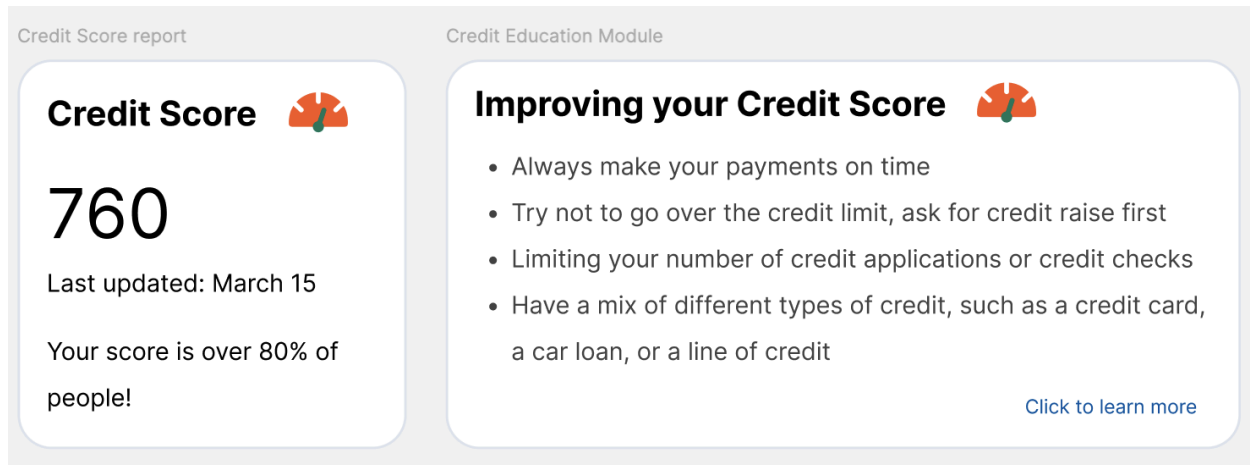 Credit Score report
Credit Score
760
Last updated: March 15
Your score is over 80% of
people!
Credit Education Module
Improving your Credit Score
• Always make your payments on time
• Try not to go over the credit limit, ask for credit raise first
• Limiting your number of credit applications or credit checks
• Have a mix of different types of credit, such as a credit card,
a car loan, or a line of credit
Click to learn more